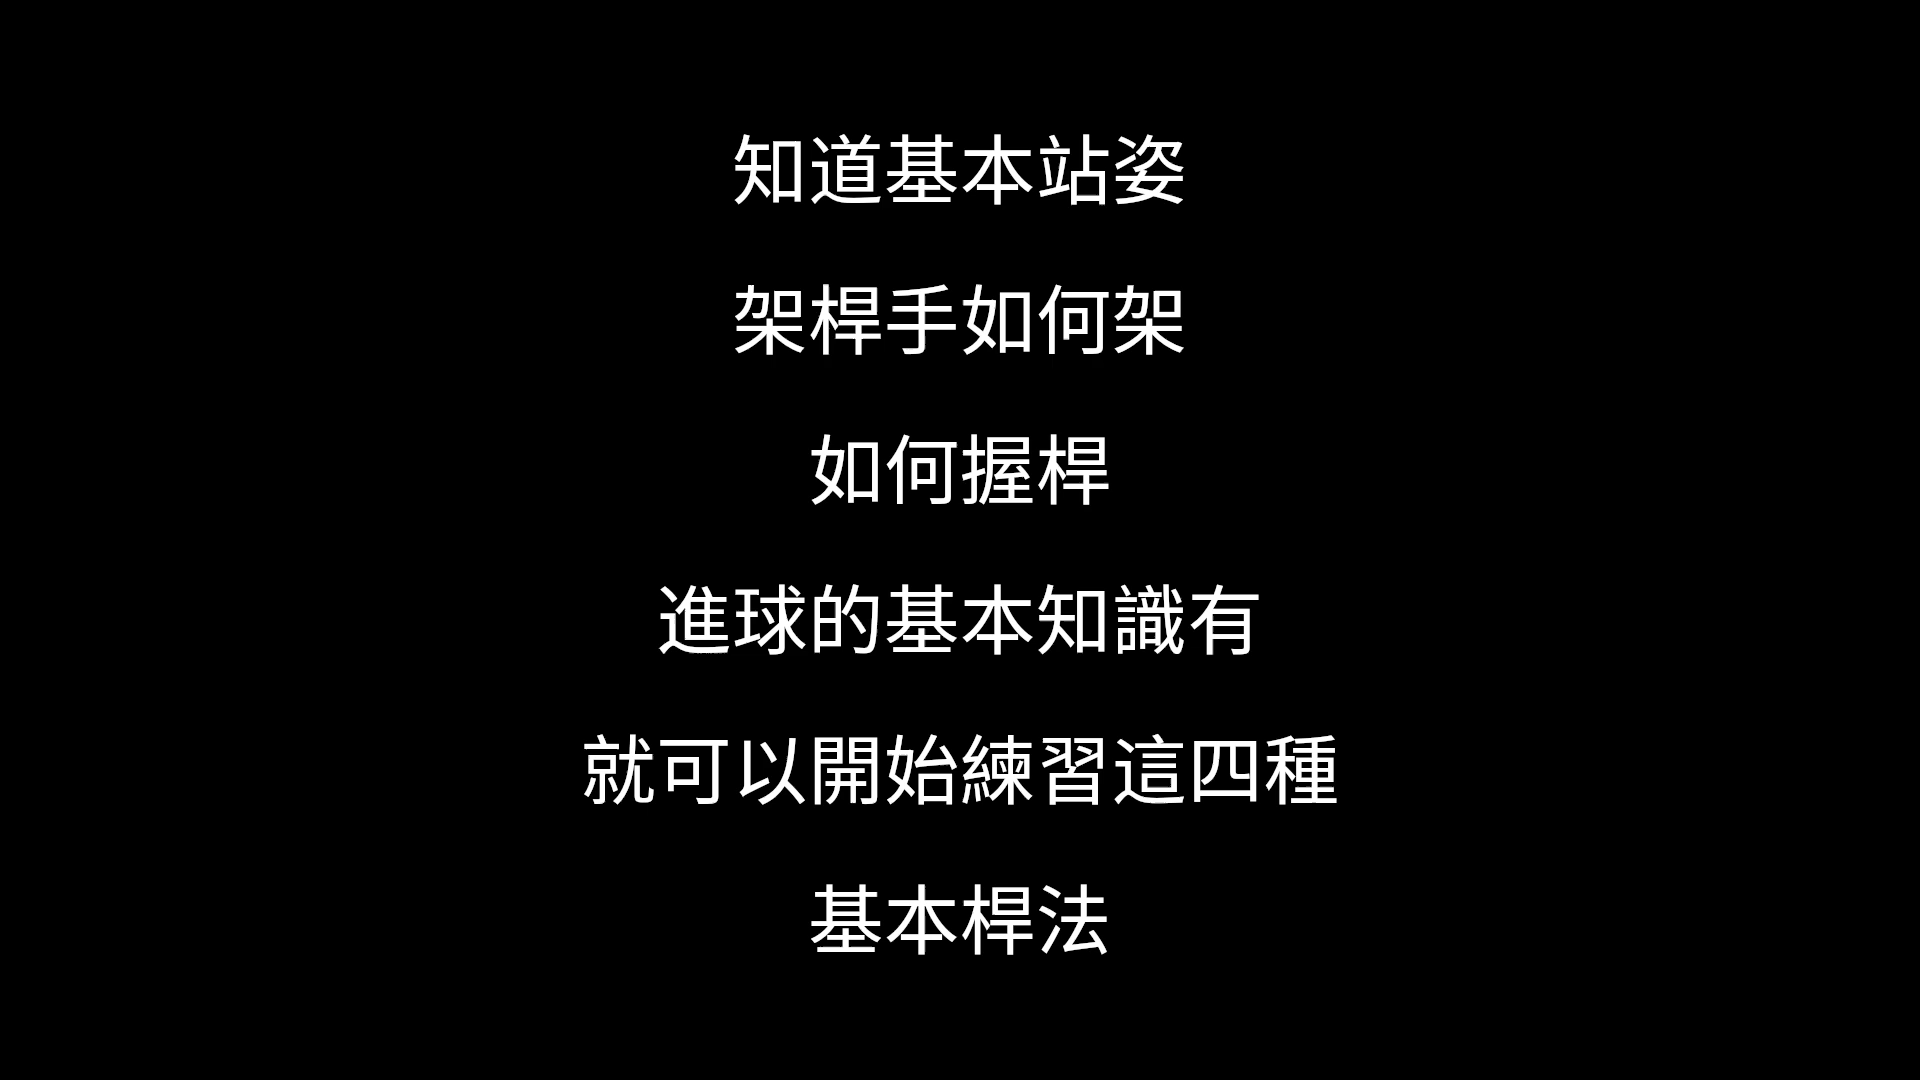 知道基本站姿
架桿手如何架
如何握桿
進球的基本知識有
就可以開始練習這四種
基本桿法